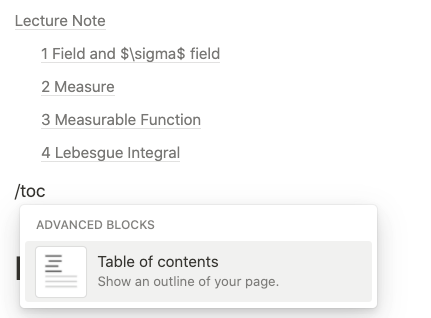 Lecture Note
1 Field and $\sigma$ field
2 Measure
3 Measurable Function
4 Lebesgue Integral
/toc
ADVANCED BLOCKS
Table of contents
Show an outline of your page.